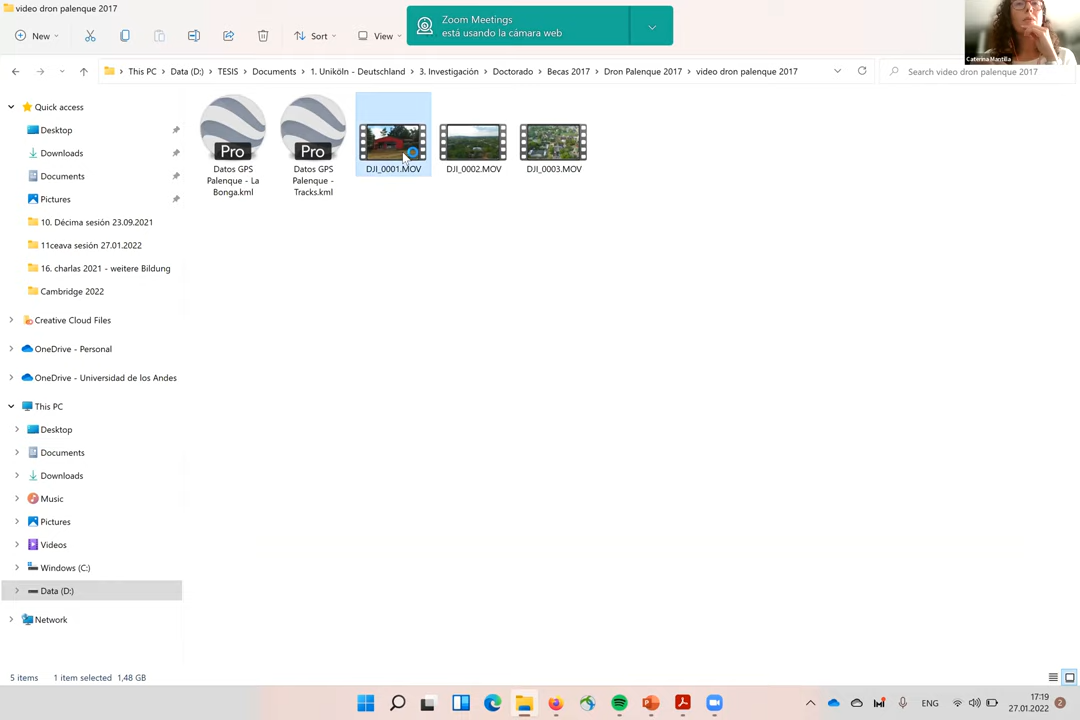 video dron palenque 2017
New
Sort
View
Zoom Meetings
está usando la cámara web
Caterina Mantilla
This PC
Data (D:)
TESIS
Documents
1. Uniköln - Deutschland
3. Investigación
Doctorado
Becas 2017
Dron Palenque 2017
video dron palenque 2017
Search video dron palenque 2017
Quick access
Desktop
Downloads
Documents
Pictures
10. Décima sesión 23.09.2021
11ceava sesión 27.01.2022
16. charlas 2021 - weitere Bildung
Cambridge 2022
Creative Cloud Files
OneDrive - Personal
OneDrive - Universidad de los Andes
This PC
Desktop
Documents
Downloads
Music
Pictures
Videos
Windows (C:)
Data (D:)
Network
Pro
Datos GPS
Palenque - La
Bonga.kml
Pro
Datos GPS
Palenque -
Tracks.kml
DJI_0001.MOV
DJI_0002.MOV
DJI_0003.MOV
5 items
1 item selected 1,48 GB
ENG
17:19
27.01.2022
2